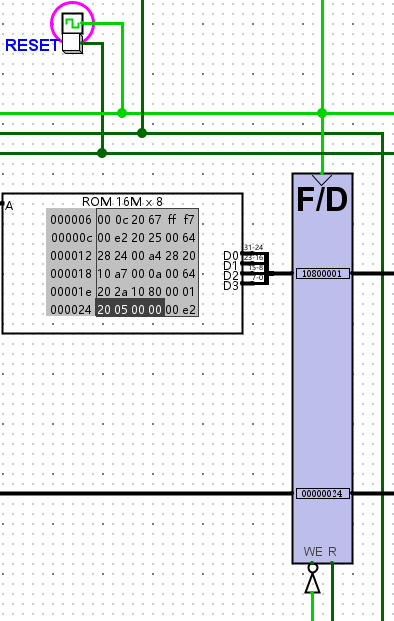 RESET
A
ROM 16M x 8
000006 00 0c 20 67 ff f7
00000c 00 e2 20 25 00 64
000012 28 24 00 a4 28 20
000018 10 a7 00 0a 00 64
00001e 20 2a 10 80 00 01
000024 20 05 00 00 00 e2
D0
D1
D2
D3
31-24
23-16
15-8
7-0
F/D
10800001
00000024
WE R